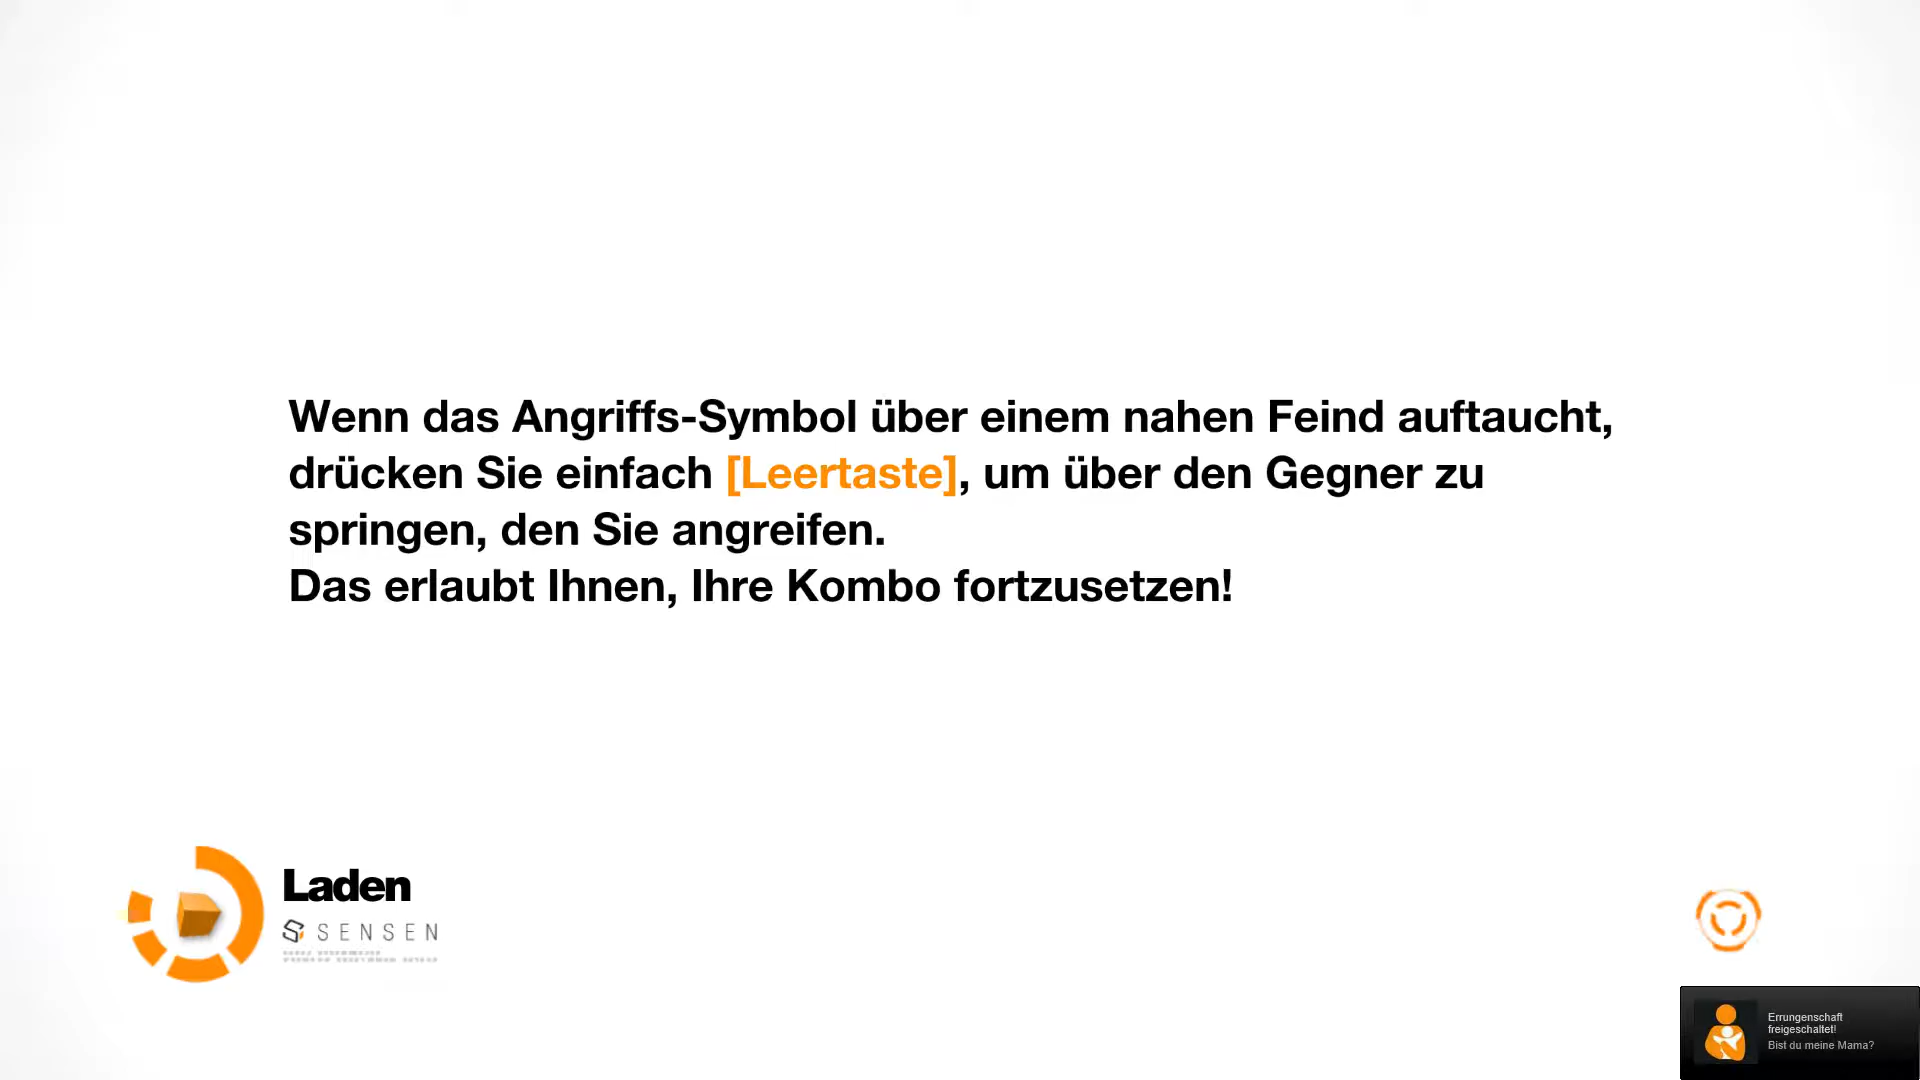 Wenn das Angriffs-Symbol über einem nahen Feind auftaucht,
drücken Sie einfach [Leertaste], um über den Gegner zu
springen, den Sie angreifen.
Das erlaubt Ihnen, Ihre Kombo fortzusetzen!
Laden
SENSEN
Errungenschaft
freigeschaltet!
Bist du meine Mama?